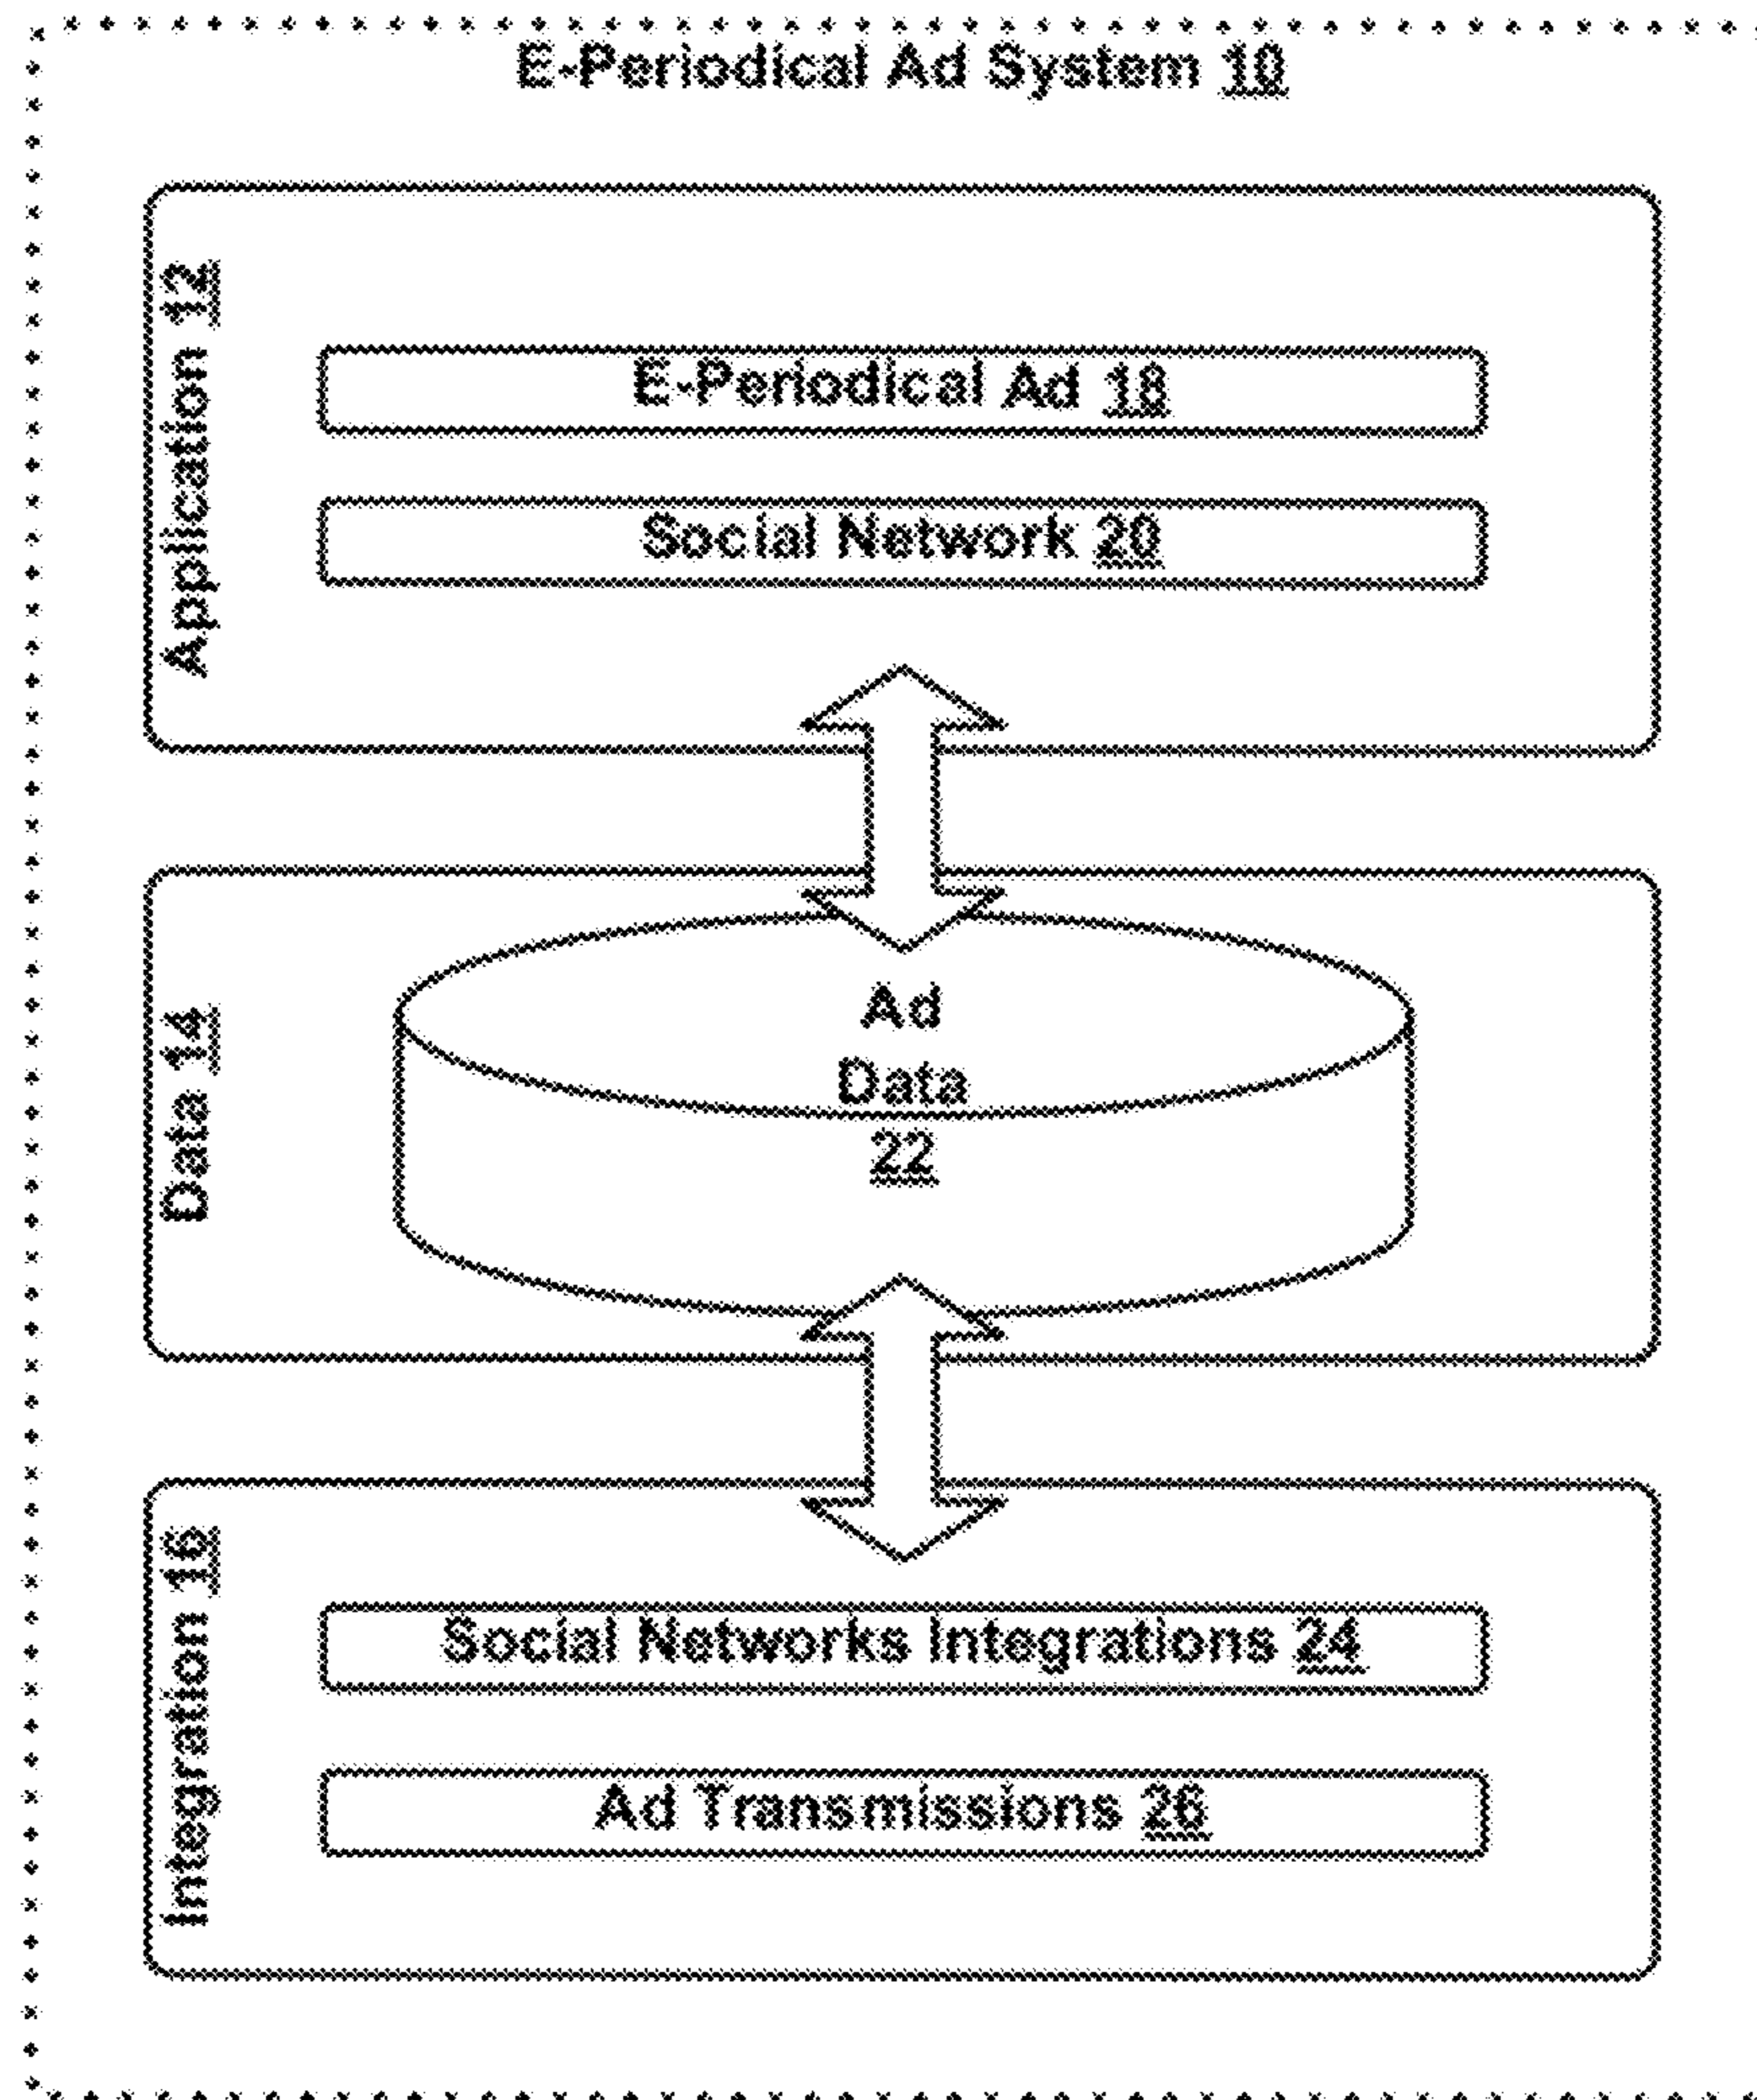 E-Periodical Ad System 10
Application 12
E-Periodical Ad 18
Social Network 20
Data 14
Ad
Data
22
Integration 16
Social Networks Integrations 24
Ad Transmissions 26